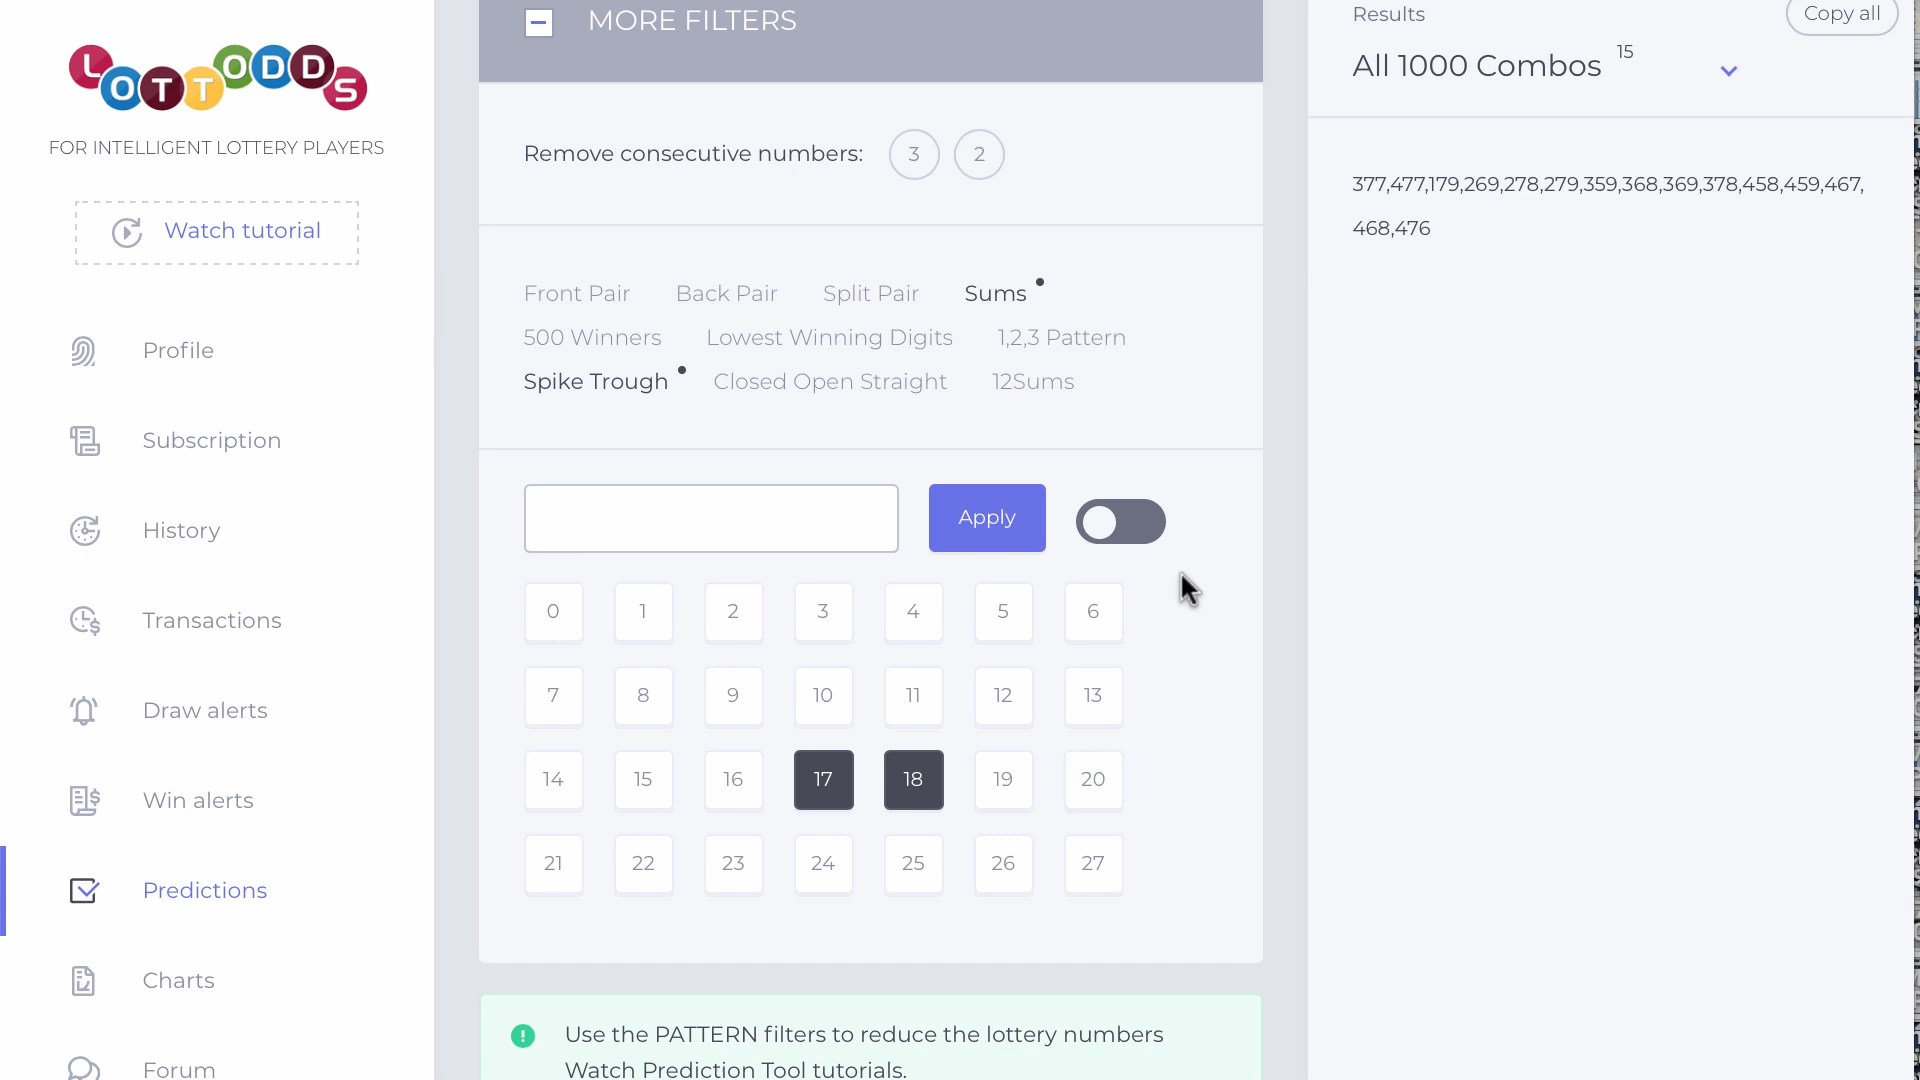 LOTTODDS
FOR INTELLIGENT LOTTERY PLAYERS
Watch tutorial
Profile
Subscription
History
Transactions
Draw alerts
Win alerts
Predictions
Charts
Forum
MORE FILTERS
Remove consecutive numbers: 3 2
Front Pair Back Pair Split Pair Sums
500 Winners Lowest Winning Digits 1,2,3 Pattern
Spike Trough Closed Open Straight 12Sums
Apply
0 1 2 3 4 5 6
7 8 9 10 11 12 13
14 15 16 17 18 19 20
21 22 23 24 25 26 27
Use the PATTERN filters to reduce the lottery numbers
Watch Prediction Tool tutorials.
Results
Copy all
All 1000 Combos 15
377,477,179,269,278,279,359,368,369,378,458,459,467,
468,476